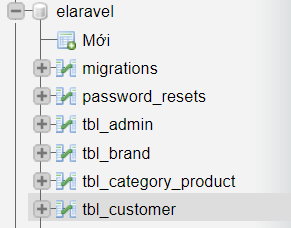 elaravel
Mới
migrations
password_resets
tbl_admin
tbl_brand
tbl_category_product
tbl_customer